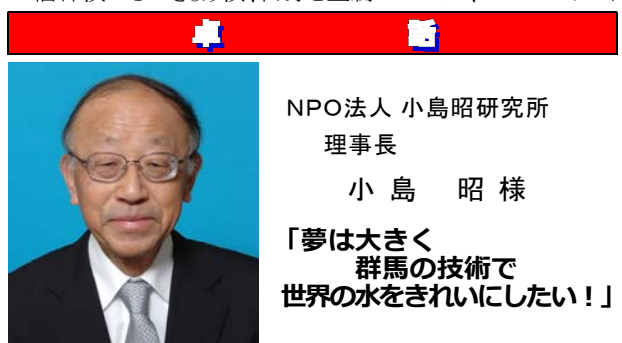 卓 話
NPO法人 小島昭研究所
理事長
小 島 昭 様
「夢は大きく
群馬の技術で
世界の水をきれいにしたい！」